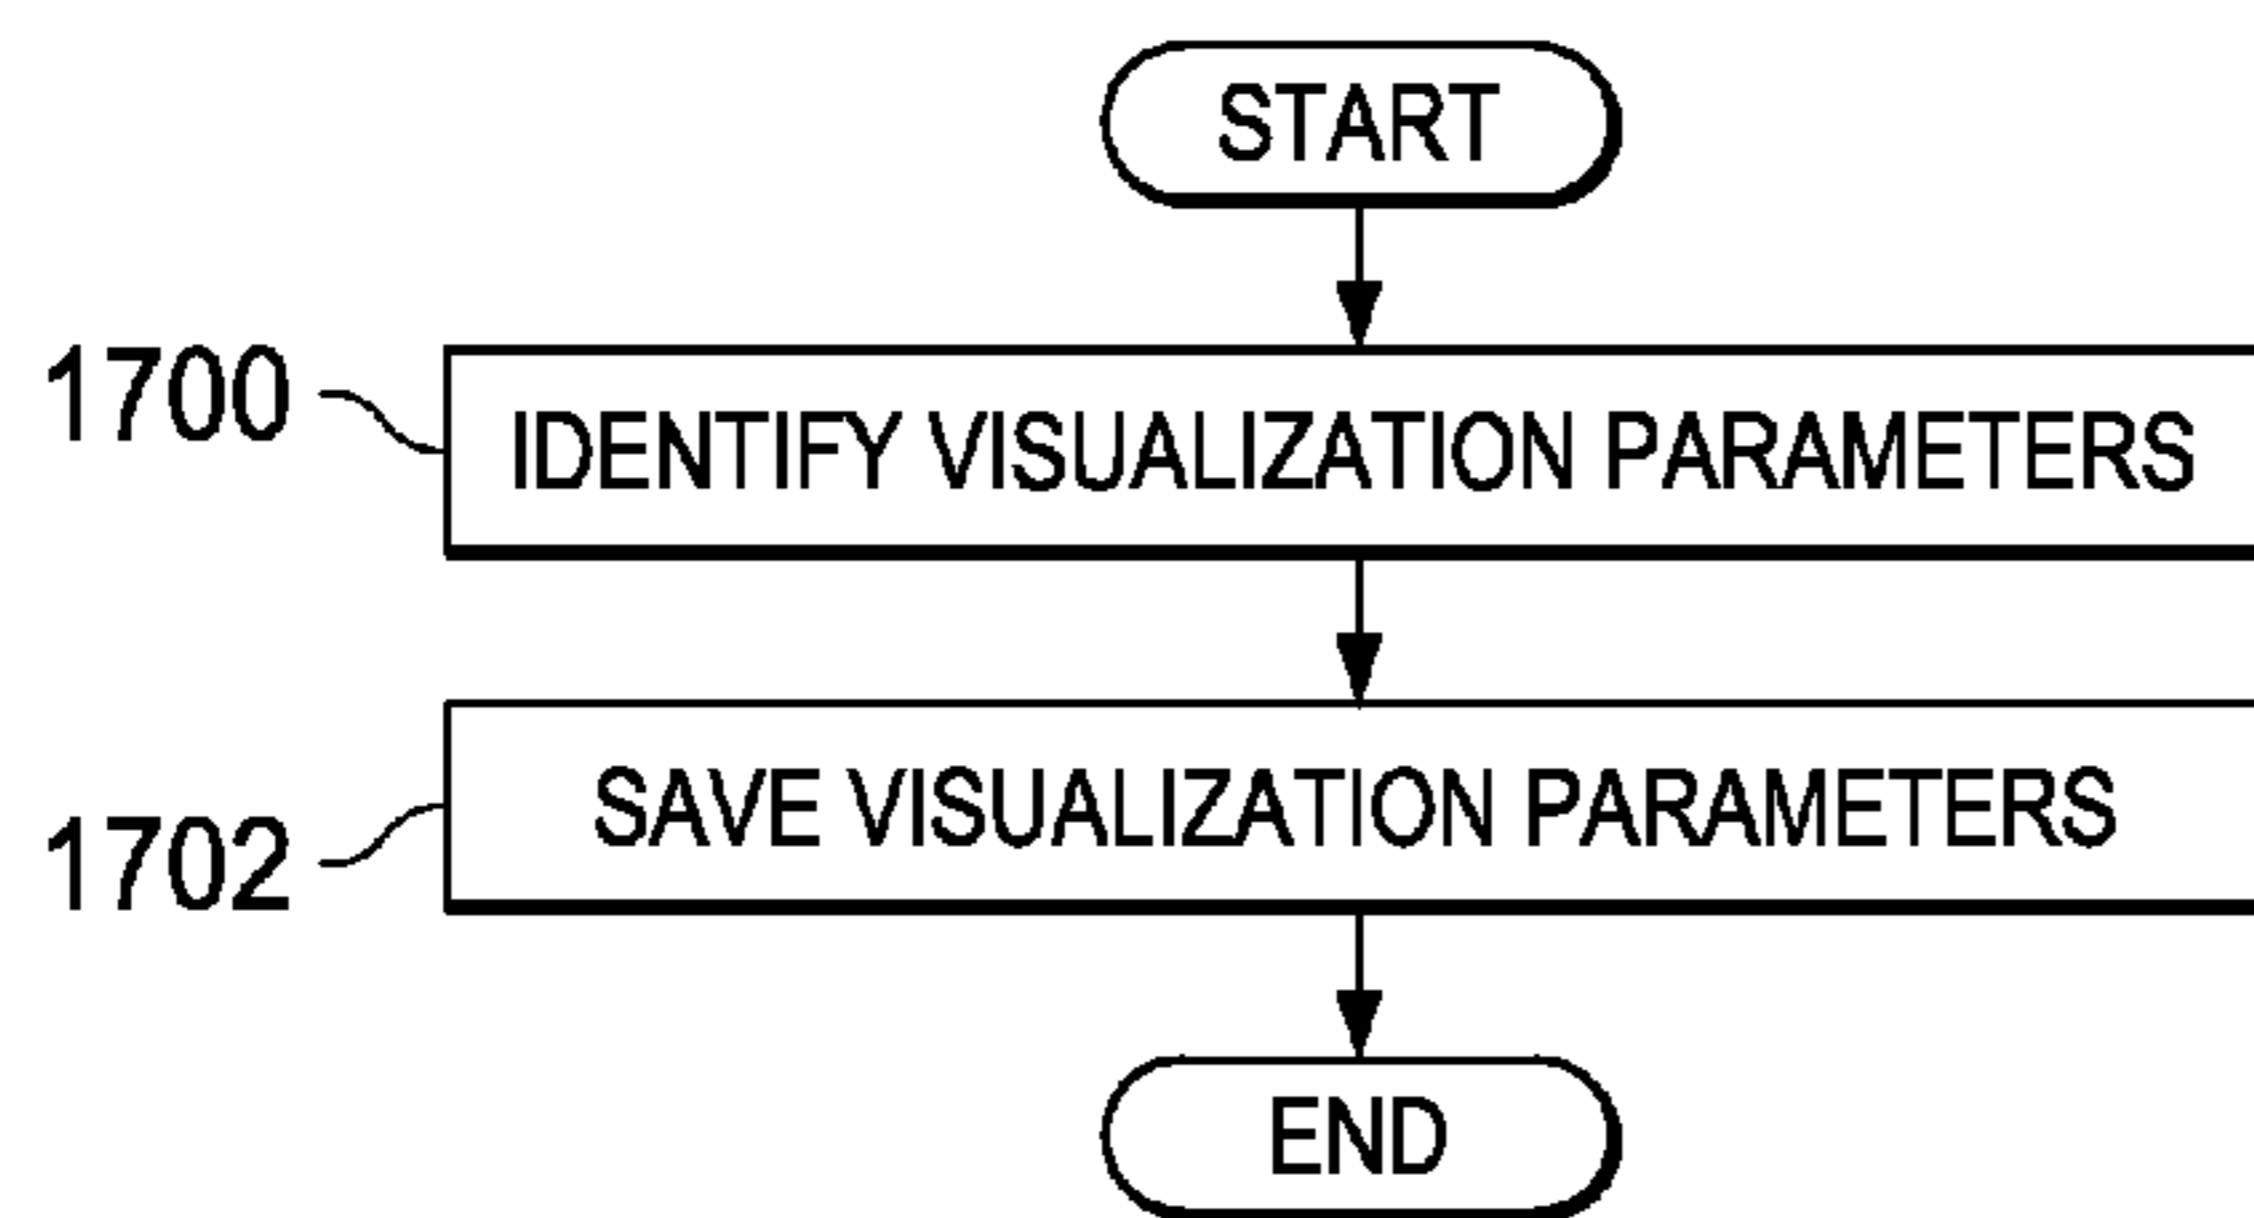 START
1700
IDENTIFY VISUALIZATION PARAMETERS
SAVE VISUALIZATION PARAMETERS
1702
END